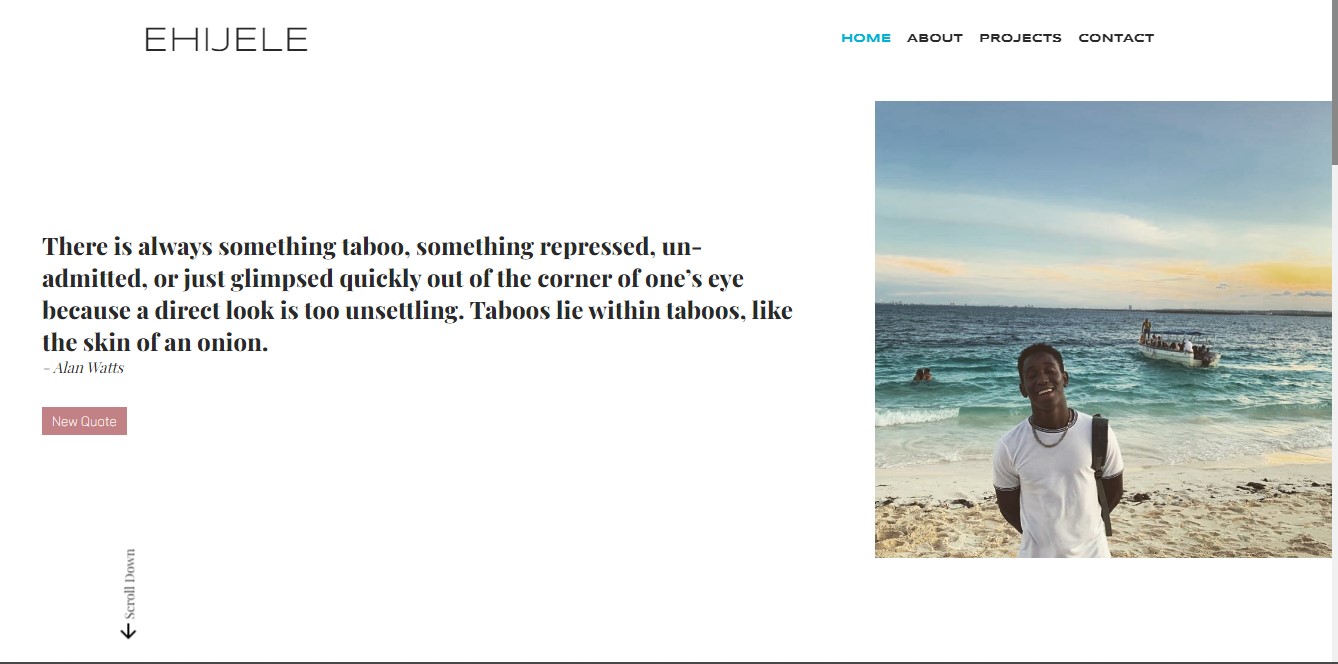 EHIJELE
HOME ABOUT PROJECTS CONTACT
There is always something taboo, something repressed, un-
admitted, or just glimpsed quickly out of the corner of one’s eye
because a direct look is too unsettling. Taboos lie within taboos, like
the skin of an onion.
– Alan Watts
New Quote
Scroll Down